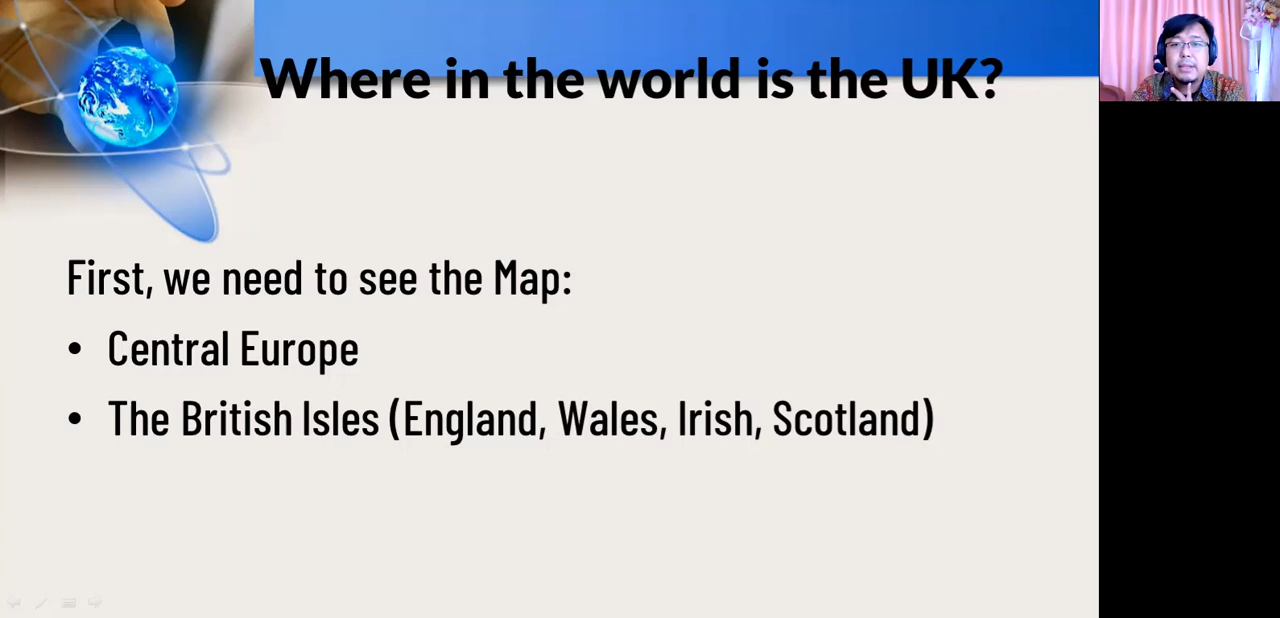 Where in the world is the UK?
First, we need to see the Map:
• Central Europe
• The British Isles (England, Wales, Irish, Scotland)